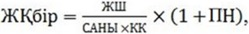 ЖҚбір = ЖШ / САНЫ×КК × (1+ПН),